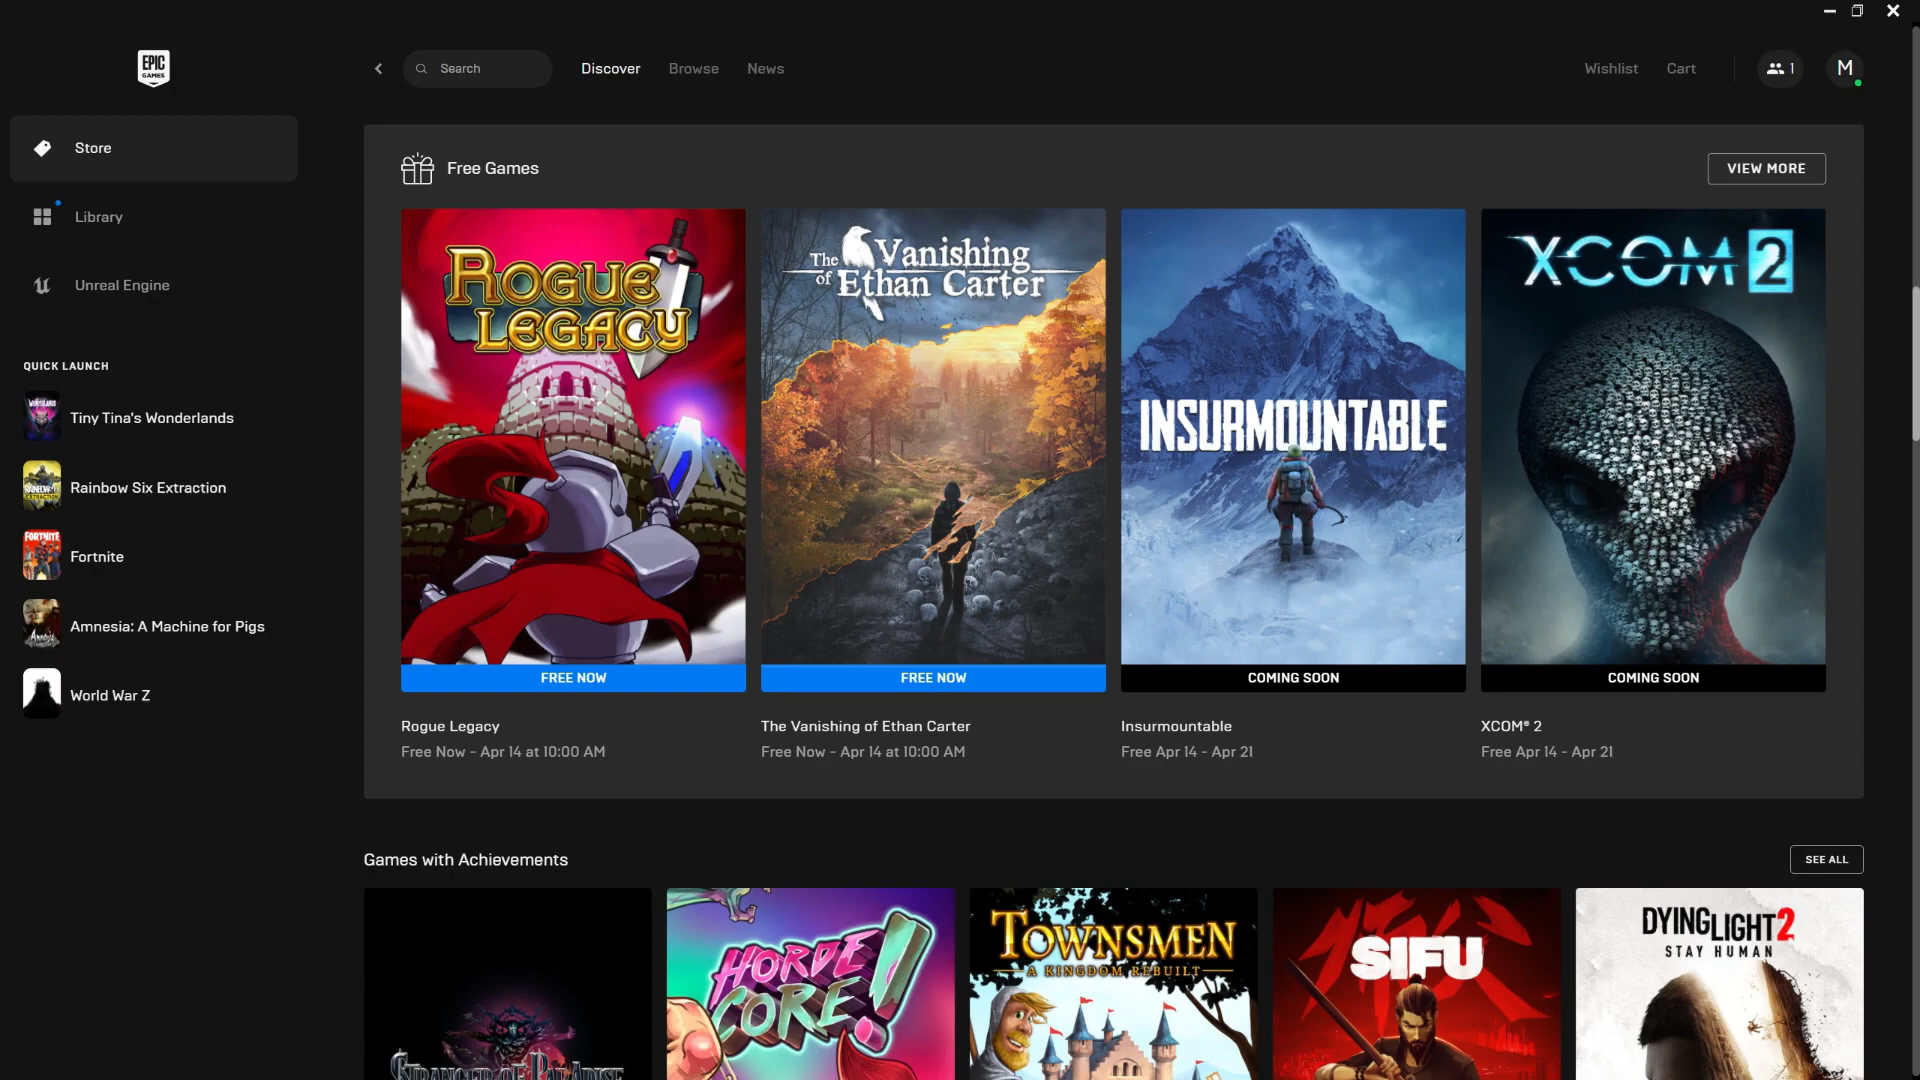 EPIC
GAMES
Search
Discover
Browse
News
Wishlist
Cart
1
M
Store
Library
Unreal Engine
QUICK LAUNCH
Tiny Tina's Wonderlands
Rainbow Six Extraction
FORTNITE
Fortnite
Amnesia: A Machine for Pigs
World War Z
Free Games
VIEW MORE
ROGUE
LEGACY
The Vanishing
of Ethan Carter
INSURMOUNTABLE
XCOM 2
FREE NOW
FREE NOW
COMING SOON
COMING SOON
Rogue Legacy
Free Now - Apr 14 at 10:00 AM
The Vanishing of Ethan Carter
Free Now - Apr 14 at 10:00 AM
Insurmountable
Free Apr 14 - Apr 21
XCOM® 2
Free Apr 14 - Apr 21
Games with Achievements
SEE ALL
STRANGER OF PARADISE
HORDE
CORE!
TOWNSMEN
A KINGDOM REBUILT
SIFU
DYING LIGHT 2
STAY HUMAN